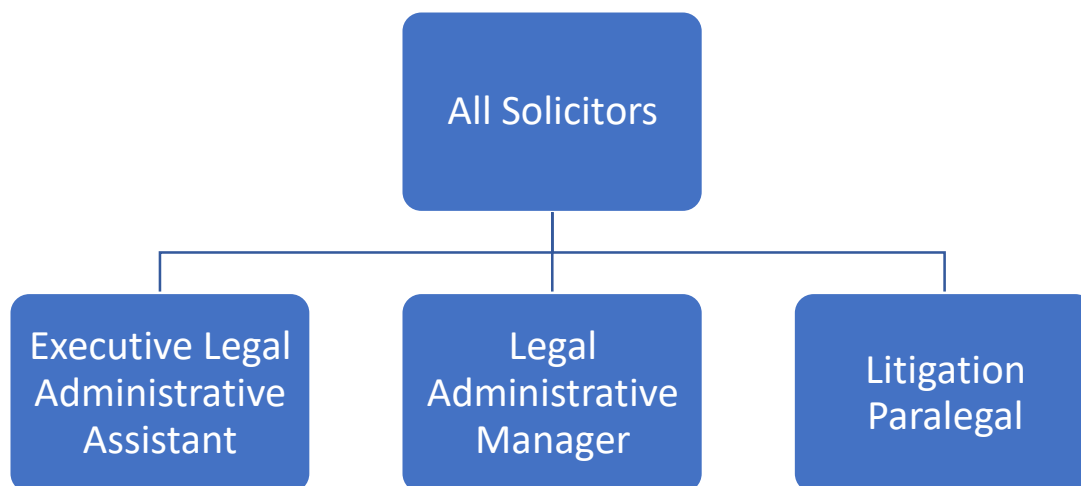 All Solicitors
Executive Legal
Administrative
Assistant
Legal
Administrative
Manager
Litigation
Paralegal